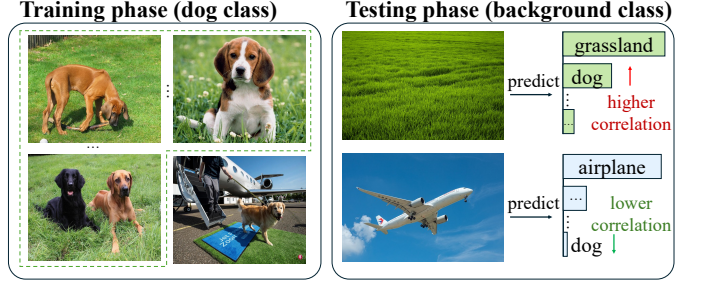 Training phase (dog class)
Testing phase (background class)
...
...
predict
grassland
dog
...
...
higher
correlation
predict
airplane
...
...
dog
lower
correlation